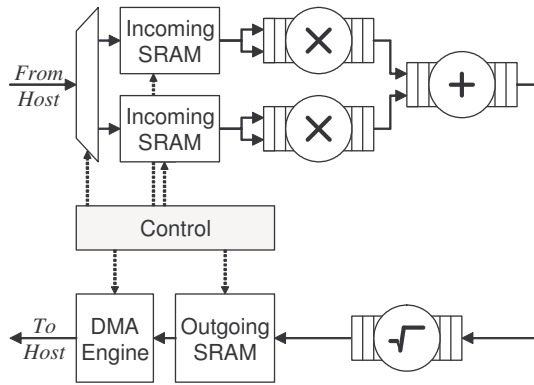 Incoming
SRAM
×
From
Host
+
Incoming
SRAM
×
Control
To
Host
DMA
Engine
Outgoing
SRAM
√